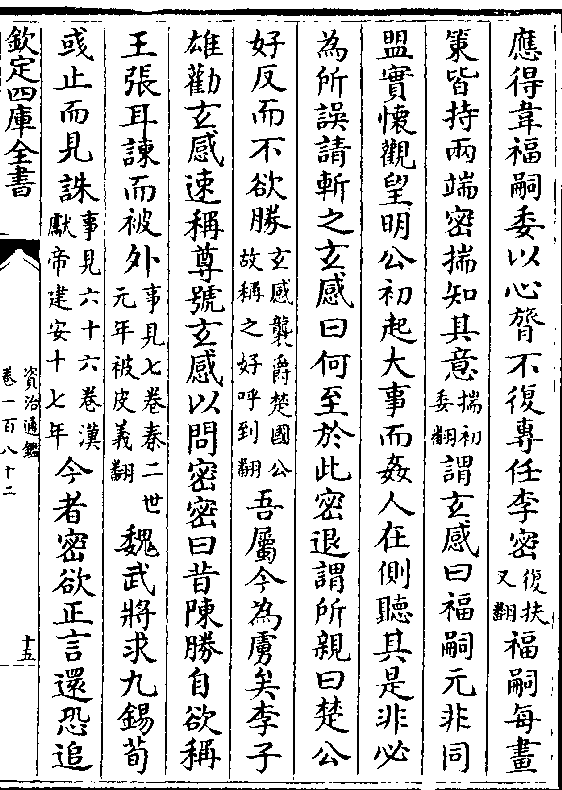 應得韋福嗣委以心膂不復專任李密復扶又翻福嗣每畫
策皆持兩端密揣知其意揣初委翻謂玄感曰福嗣元非同
盟實懷觀望明公初起大事而姦人在側聽其是非必
為所誤請斬之玄感曰何至於此密退謂所親曰楚公
好反而不欲勝玄感襲爵楚國公故稱之好呼到翻吾屬今為虜矣李子
雄勸玄感速稱尊號玄感以問密密曰昔陳勝自欲稱
王張耳諫而被外事見七卷秦二世元年被皮義翻魏武將求九錫荀
彧止而見誅事見六十六卷漢獻帝建安十七年今者密欲正言還恐追
欽定四庫全書
資治通鑑
卷一百八十二
十五